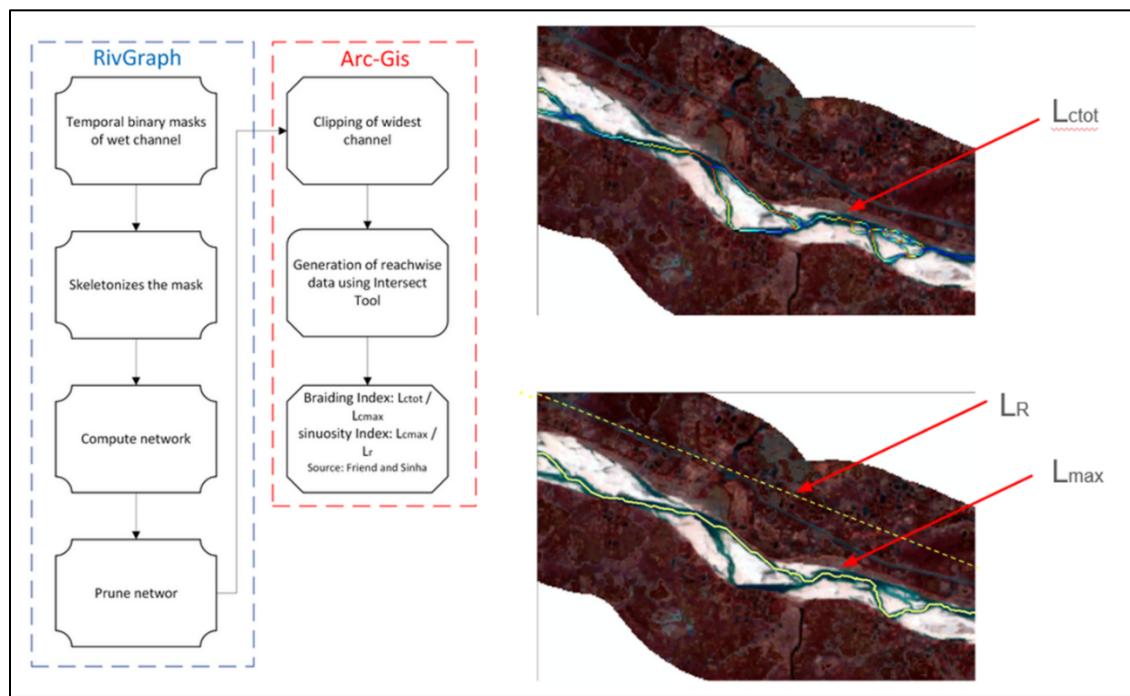 RivGraph
Temporal binary masks
of wet channel
Skeletonizes the mask
Compute network
Prune networ
Arc-Gis
Clipping of widest
channel
Generation of reachwise
data using Intersect
Tool
Braiding Index: Lctot /
Lcmax
sinuosity Index: Lcmax /
Lr
Source: Friend and Sinha
Lctot
LR
Lmax